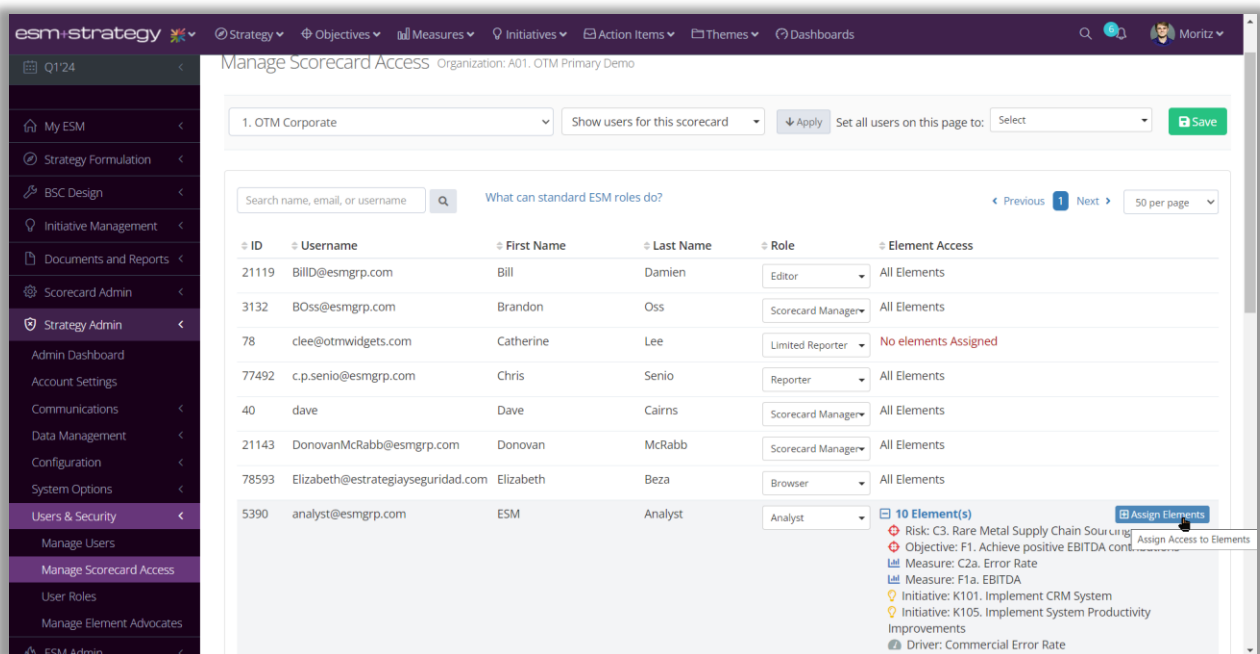 esm+strategy
Strategy Objectives Measures Initiatives Action Items Themes Dashboards
6
Moritz
Q1'24
Manage Scorecard Access Organization: A01. OTM Primary Demo
1. OTM Corporate
Show users for this scorecard
Apply
Set all users on this page to:
Select
Save
My ESM
Strategy Formulation
BSC Design
Initiative Management
Documents and Reports
Scorecard Admin
Strategy Admin
Admin Dashboard
Account Settings
Communications
Data Management
Configuration
System Options
Users & Security
Manage Users
Manage Scorecard Access
User Roles
Manage Element Advocates
ESM Admin
Search name, email, or username
What can standard ESM roles do?
Previous 1 Next
50 per page
ID Username First Name Last Name Role Element Access
21119 BillD@esmgrp.com Bill Damien Editor All Elements
3132 BOss@esmgrp.com Brandon Oss Scorecard Manager All Elements
78 clee@otmwidgets.com Catherine Lee Limited Reporter No elements Assigned
77492 c.p.senio@esmgrp.com Chris Senio Reporter All Elements
40 dave Dave Cairns Scorecard Manager All Elements
21143 DonovanMcRabb@esmgrp.com Donovan McRabb Scorecard Manager All Elements
78593 Elizabeth@estrategiayseguridad.com Elizabeth Beza Browser All Elements
5390 analyst@esmgrp.com ESM Analyst Analyst 10 Element(s) Assign Elements
Risk: C3. Rare Metal Supply Chain Sourcing
Assign Access to Elements
Objective: F1. Achieve positive EBITDA contributions
Measure: C2a. Error Rate
Measure: F1a. EBITDA
Initiative: K101. Implement CRM System
Initiative: K105. Implement System Productivity
Improvements
Driver: Commercial Error Rate